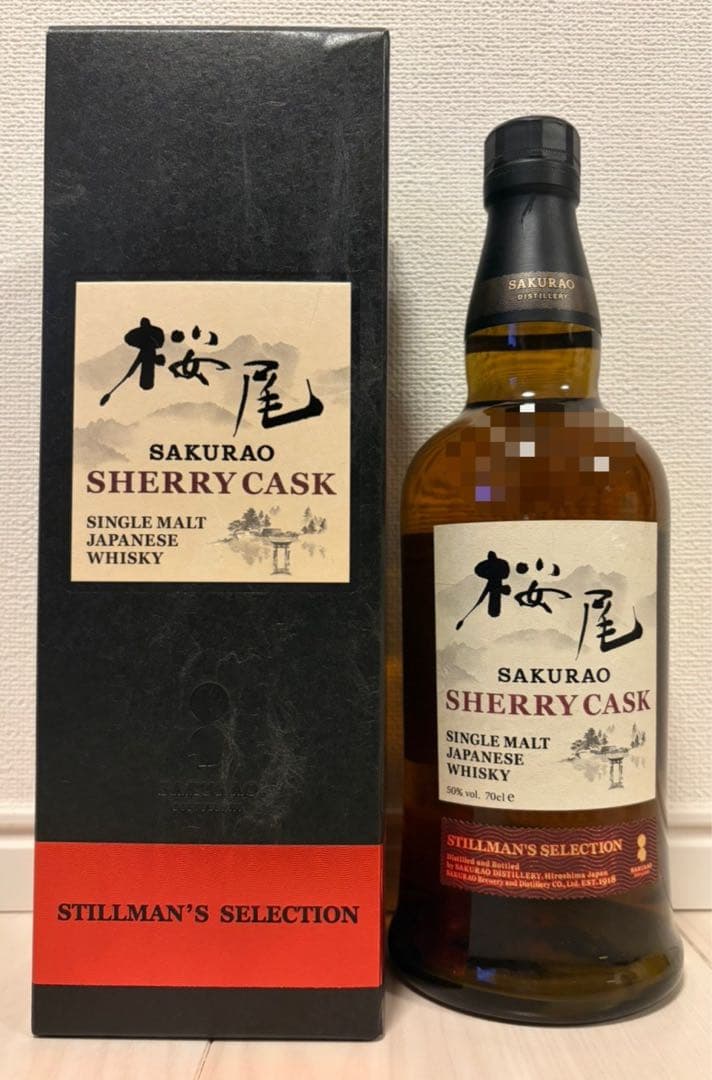 桜尾
SAKURAO
SHERRY CASK
SINGLE MALT
JAPANESE
WHISKY
STILLMAN'S SELECTION
SAKURAO
DISTILLERY
桜尾
SAKURAO
SHERRY CASK
SINGLE MALT
JAPANESE
WHISKY
50% vol. 70cl e
STILLMAN'S SELECTION
Distilled and Bottled
by SAKURAO DISTILLERY, Hiroshima Japan
SAKURAO Brewery and Distillery CO., Ltd. EST.1918
SAKURAO